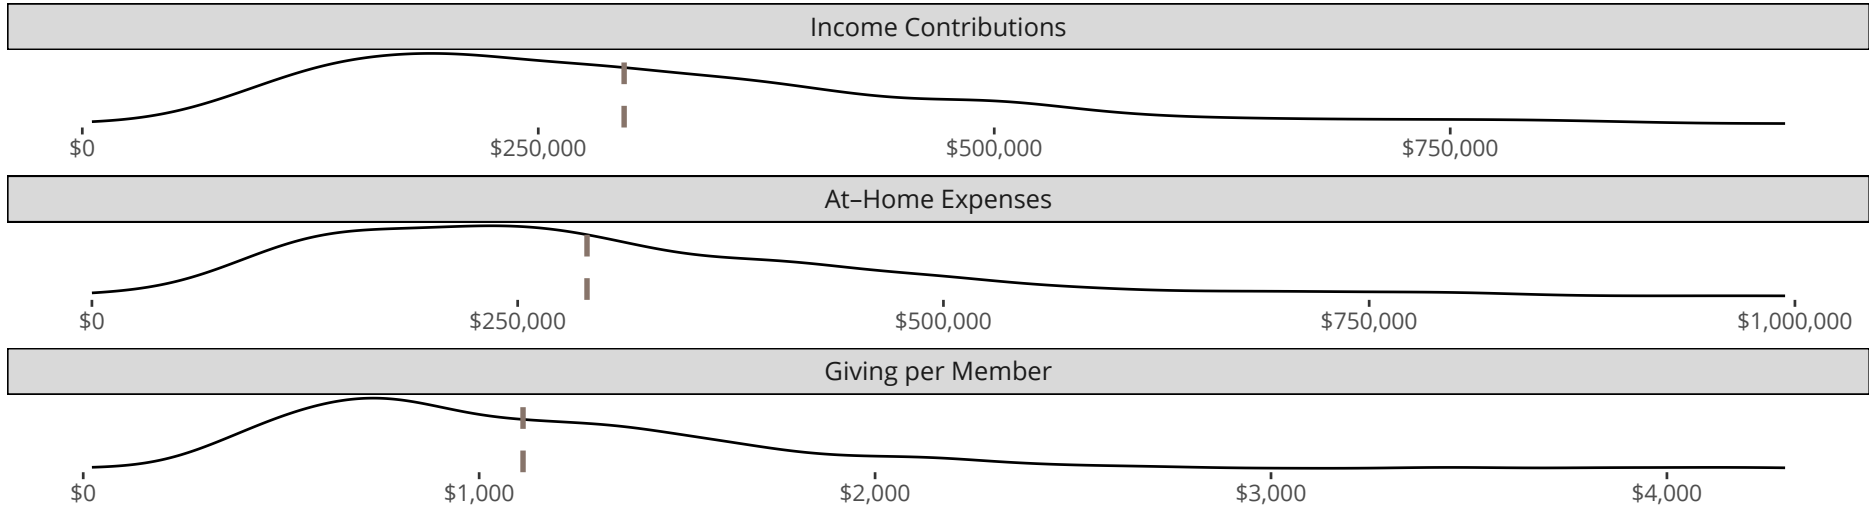 Income Contributions
$0 $250,000 $500,000 $750,000
At–Home Expenses
$0 $250,000 $500,000 $750,000 $1,000,000
Giving per Member
$0 $1,000 $2,000 $3,000 $4,000